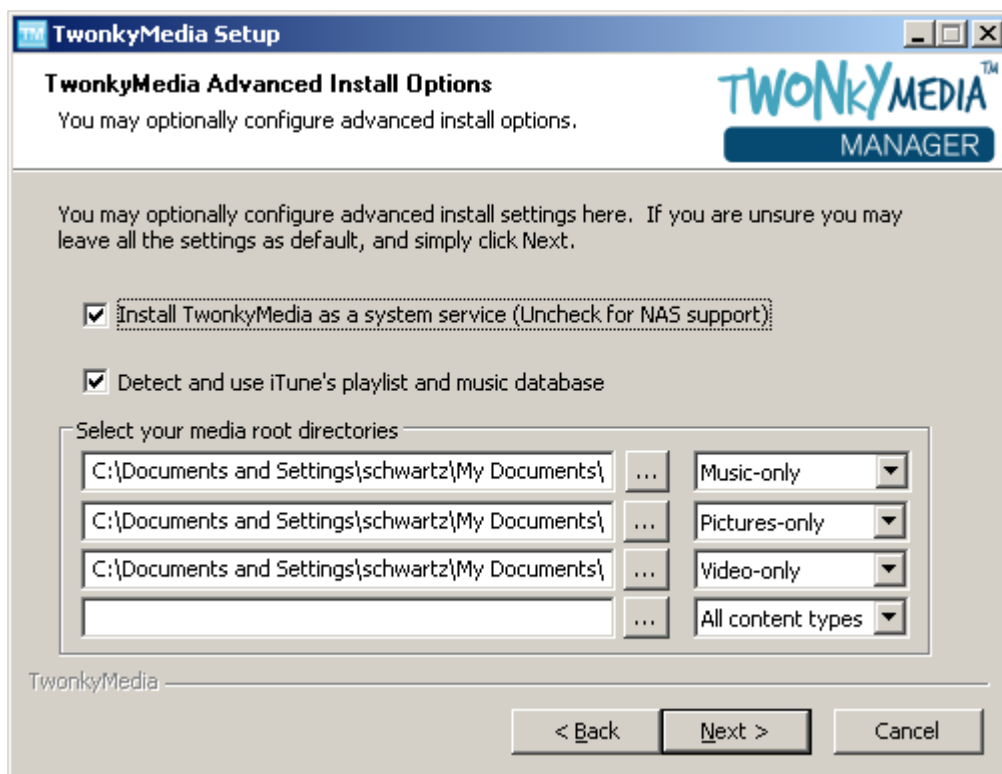 TwonkyMedia Setup
TwonkyMedia Advanced Install Options
You may optionally configure advanced install options.
TWONKYMEDIA™
MANAGER
You may optionally configure advanced install settings here.  If you are unsure you may
leave all the settings as default, and simply click Next.
Install TwonkyMedia as a system service (Uncheck for NAS support)
Detect and use iTune's playlist and music database
Select your media root directories
C:\Documents and Settings\schwartz\My Documents\ ... Music-only
C:\Documents and Settings\schwartz\My Documents\ ... Pictures-only
C:\Documents and Settings\schwartz\My Documents\ ... Video-only
... All content types
TwonkyMedia
< Back Next > Cancel